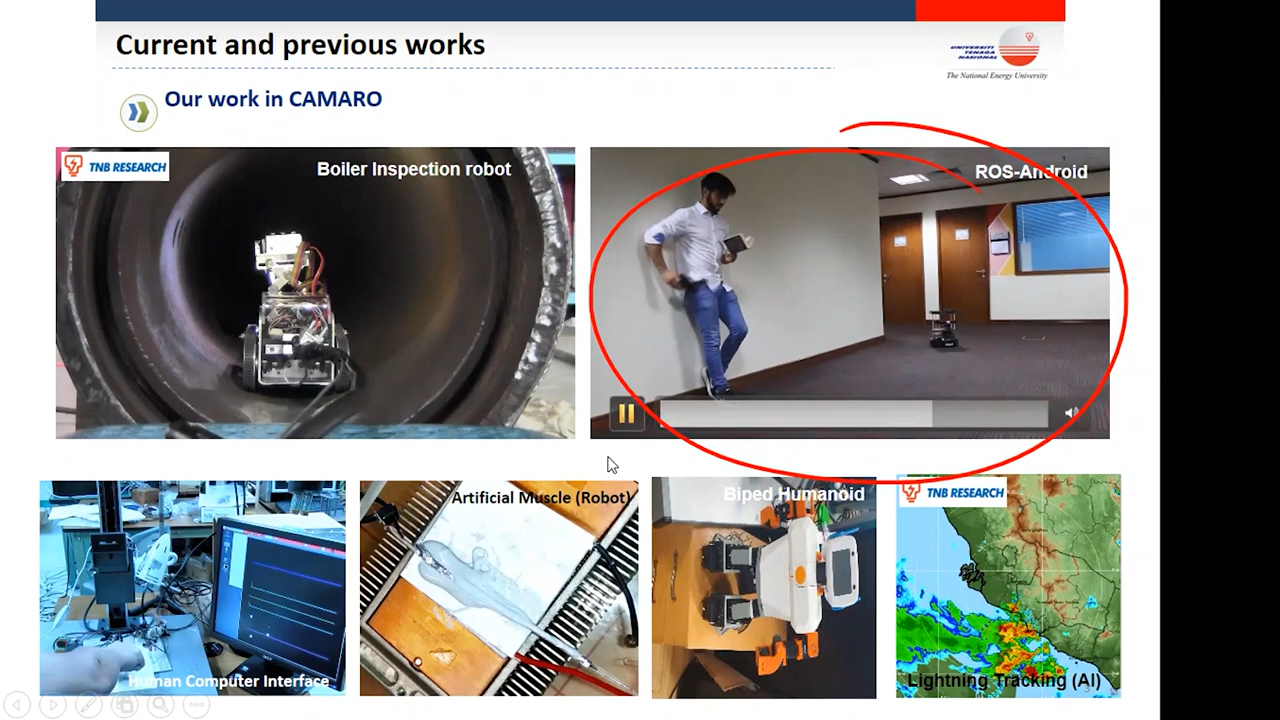 Current and previous works
UNIVERSITI
TENAGA
NASIONAL
The National Energy University
Our work in CAMARO
TNB RESEARCH
Boiler Inspection robot
ROS-Android
Human Computer Interface
Artificial Muscle (Robot)
Biped Humanoid
TNB RESEARCH
Lightning Tracking (AI)